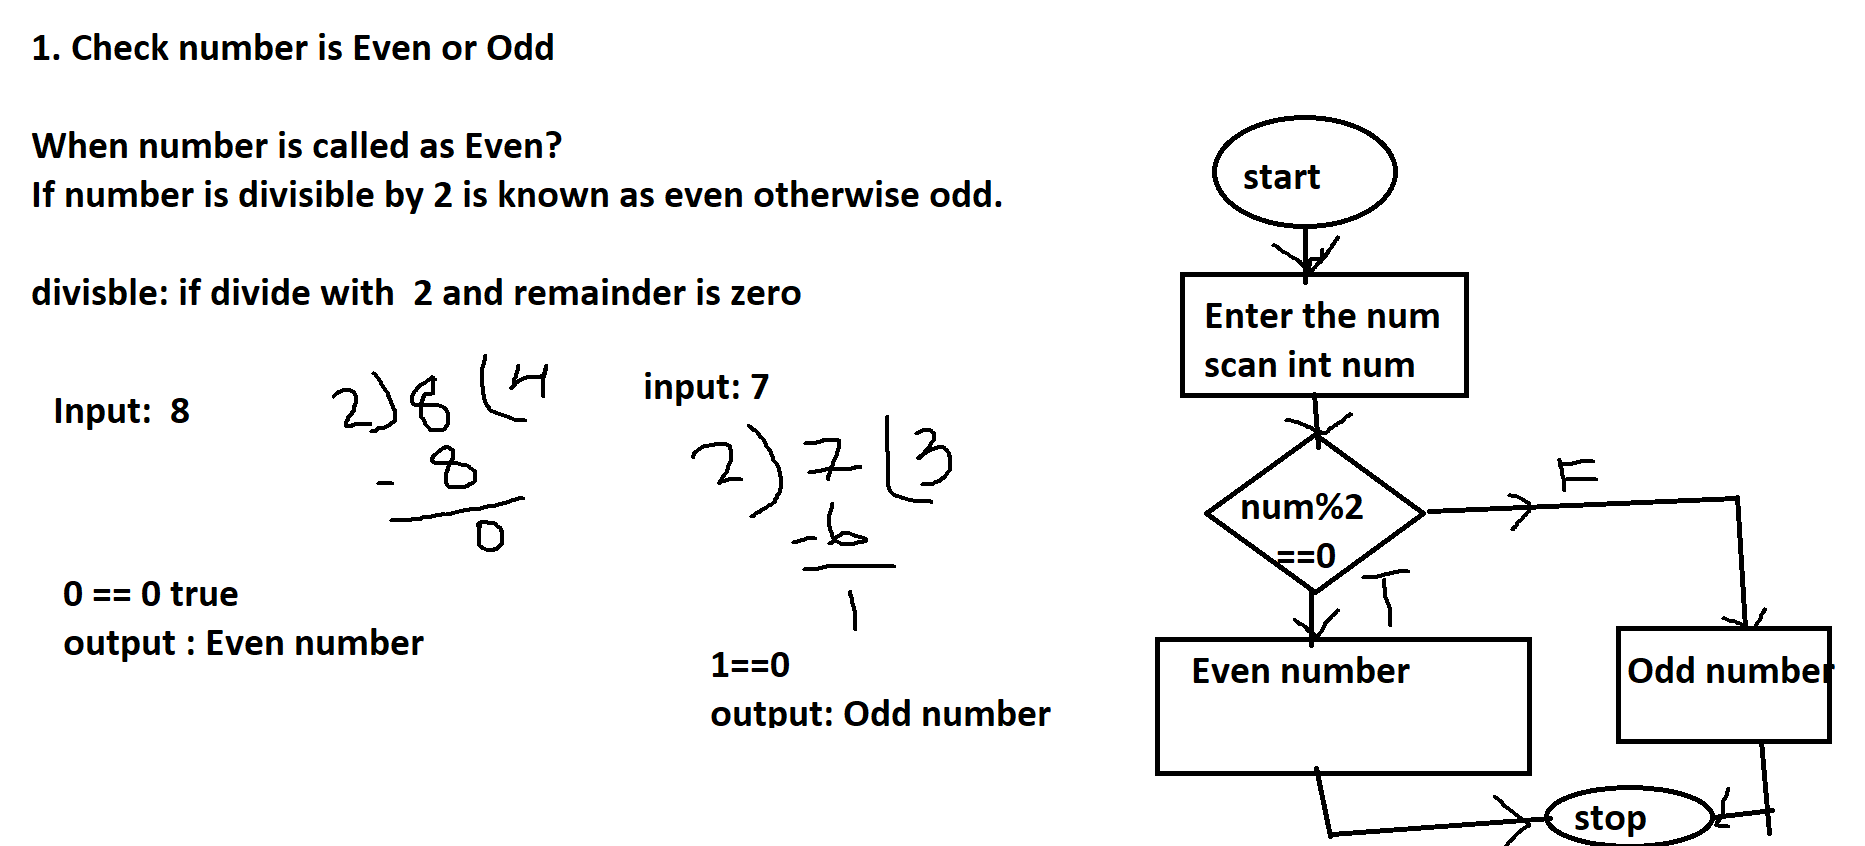 1. Check number is Even or Odd
When number is called as Even?
If number is divisible by 2 is known as even otherwise odd.
divisble: if divide with  2 and remainder is zero
Input:  8
2)8(4
- 8
0
0 == 0 true
output : Even number
input: 7
2)7(3
-6
1
1==0
output: Odd number
start
Enter the num
scan int num
num%2
==0
F
T
Even number
Odd number
stop